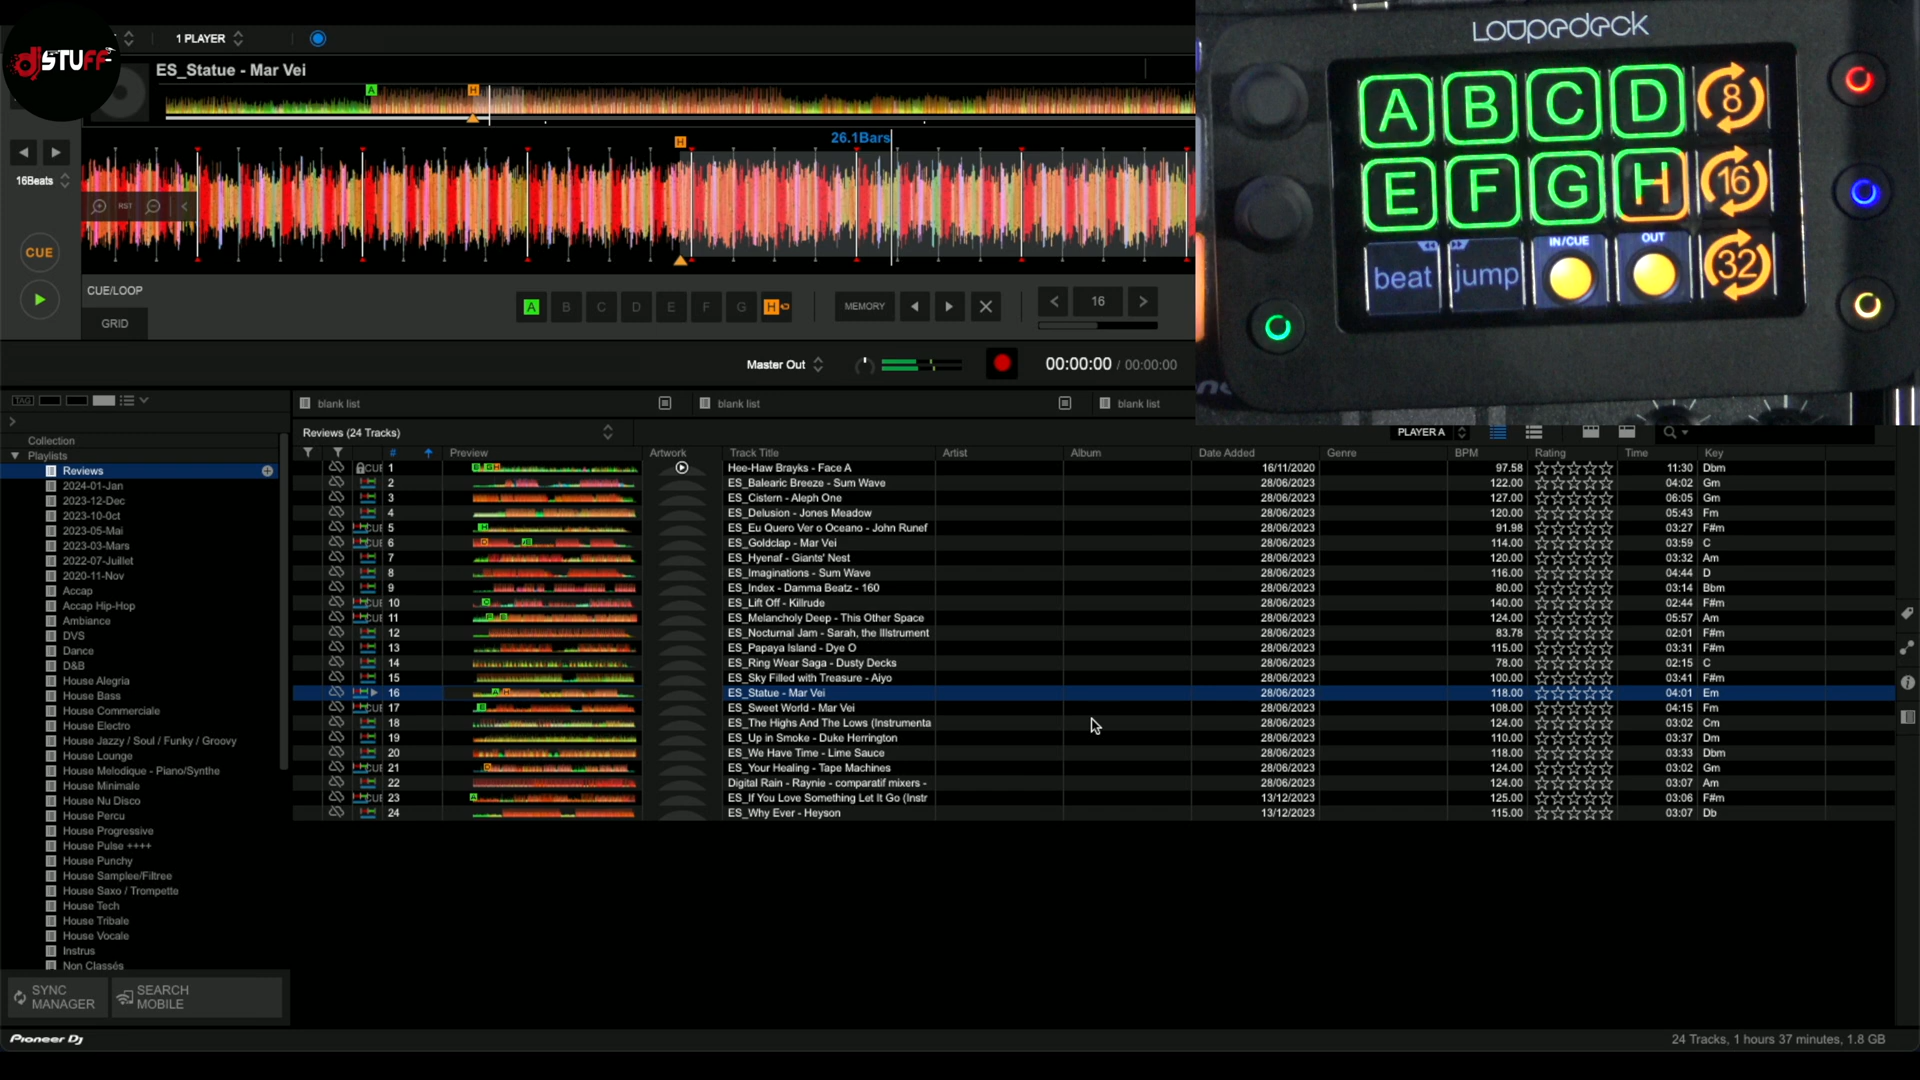 dj STUFF
1 PLAYER
ES_Statue - Mar Vei
A
H
H
26.1Bars
16Beats
RST
CUE
CUE/LOOP
GRID
A B C D E F G H
MEMORY
16
Master Out
00:00:00 / 00:00:00
Loupedeck
A B C D 8
E F G H 16
beat jump IN/CUE OUT 32
TAG
blank list
blank list
blank list
Collection
Playlists
Reviews
2024-01-Jan
2023-12-Dec
2023-10-0ct
2023-05-Mai
2023-03-Mars
2022-07-Juillet
2020-11-Nov
Accap
Accap Hip-Hop
Ambiance
DVS
Dance
D&B
House Alegria
House Bass
House Commerciale
House Electro
House Jazzy / Soul / Funky / Groovy
House Lounge
House Melodique - Piano/Synthe
House Minimale
House Nu Disco
House Percu
House Progressive
House Pulse ++++
House Punchy
House Samplee/Filtree
House Saxo / Trompette
House Tech
House Tribale
House Vocale
Instrus
Non Classés
SYNC MANAGER
SEARCH MOBILE
Reviews (24 Tracks)
PLAYER A
# Preview Artwork Track Title Artist Album Date Added Genre BPM Rating Time Key
1 Hee-Haw Brayks - Face A 16/11/2020 97.58 11:30 Dbm
2 ES_Balearic Breeze - Sum Wave 28/06/2023 122.00 04:02 Gm
3 ES_Cistern - Aleph One 28/06/2023 127.00 06:05 Gm
4 ES_Delusion - Jones Meadow 28/06/2023 120.00 05:43 Fm
5 ES_Eu Quero Ver o Oceano - John Runef 28/06/2023 91.98 03:27 F#m
6 ES_Goldclap - Mar Vei 28/06/2023 114.00 03:59 C
7 ES_Hyenaf - Giants' Nest 28/06/2023 120.00 03:32 Am
8 ES_Imaginations - Sum Wave 28/06/2023 116.00 04:44 D
9 ES_Index - Damma Beatz - 160 28/06/2023 80.00 03:14 Bbm
10 ES_Lift Off - Killrude 28/06/2023 140.00 02:44 F#m
11 ES_Melancholy Deep - This Other Space 28/06/2023 124.00 05:57 Am
12 ES_Nocturnal Jam - Sarah, the Illstrument 28/06/2023 83.78 02:01 F#m
13 ES_Papaya Island - Dye O 28/06/2023 115.00 03:31 F#m
14 ES_Ring Wear Saga - Dusty Decks 28/06/2023 78.00 02:15 C
15 ES_Sky Filled with Treasure - Aiyo 28/06/2023 100.00 03:41 F#m
16 ES_Statue - Mar Vei 28/06/2023 118.00 04:01 Em
17 ES_Sweet World - Mar Vei 28/06/2023 108.00 04:15 Fm
18 ES_The Highs And The Lows (Instrumenta 28/06/2023 124.00 03:02 Cm
19 ES_Up in Smoke - Duke Herrington 28/06/2023 110.00 03:37 Dm
20 ES_We Have Time - Lime Sauce 28/06/2023 118.00 03:33 Dbm
21 ES_Your Healing - Tape Machines 28/06/2023 124.00 03:02 Gm
22 Digital Rain - Raynie - comparatif mixers - 28/06/2023 124.00 03:07 Am
23 ES_If You Love Something Let It Go (Instr 13/12/2023 125.00 03:06 F#m
24 ES_Why Ever - Heyson 13/12/2023 115.00 03:07 Db
Pioneer Dj
24 Tracks, 1 hours 37 minutes, 1.8 GB